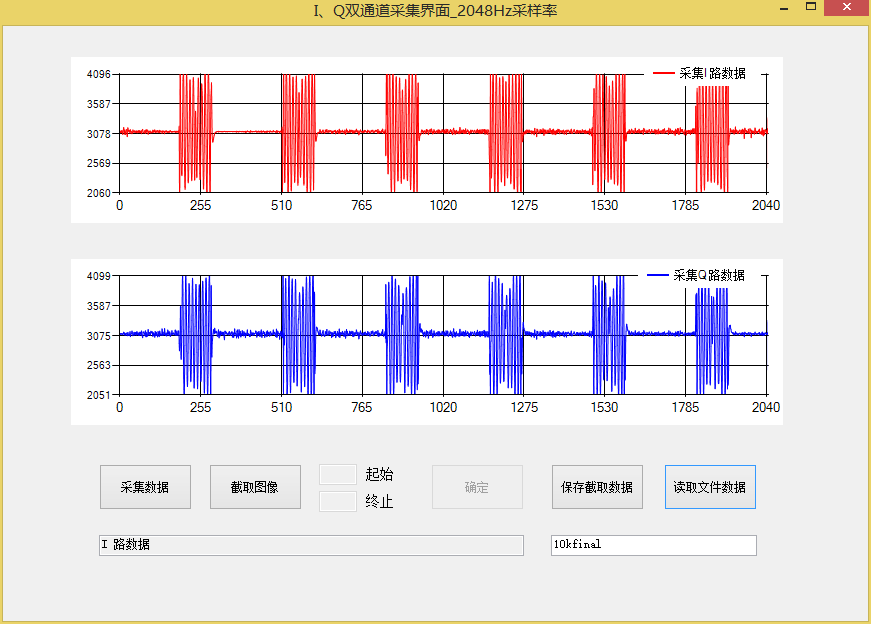 I、Q双通道采集界面_2048Hz采样率
采集I路数据
4096
3587
3078
2569
2060
0 255 510 765 1020 1275 1530 1785 2040
采集Q路数据
4099
3587
3075
2563
2051
0 255 510 765 1020 1275 1530 1785 2040
采集数据 截取图像 起始 确定 保存截取数据 读取文件数据
终止
I 路数据 10kfinal